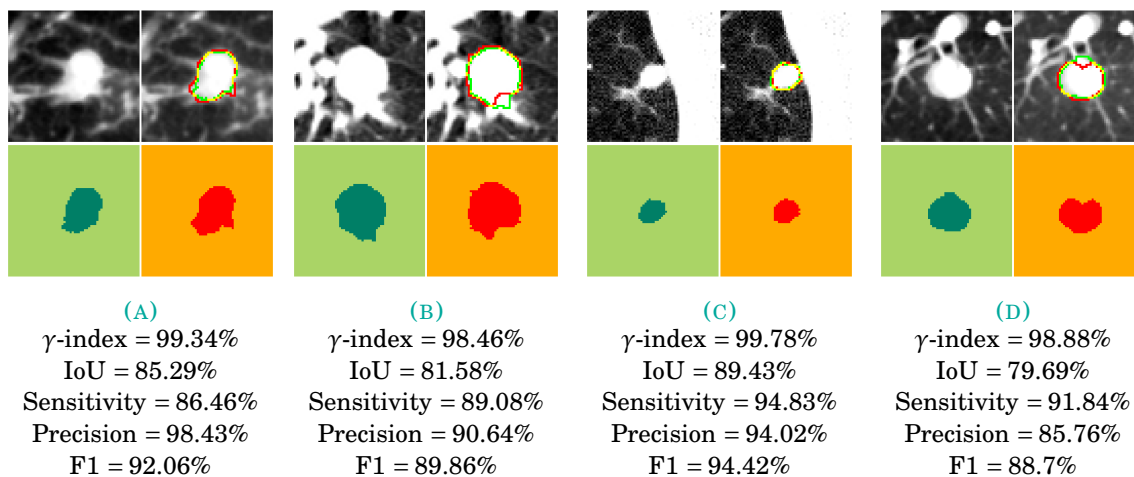 (A)
γ-index = 99.34%
IoU = 85.29%
Sensitivity = 86.46%
Precision = 98.43%
F1 = 92.06%
(B)
γ-index = 98.46%
IoU = 81.58%
Sensitivity = 89.08%
Precision = 90.64%
F1 = 89.86%
(C)
γ-index = 99.78%
IoU = 89.43%
Sensitivity = 94.83%
Precision = 94.02%
F1 = 94.42%
(D)
γ-index = 98.88%
IoU = 79.69%
Sensitivity = 91.84%
Precision = 85.76%
F1 = 88.7%